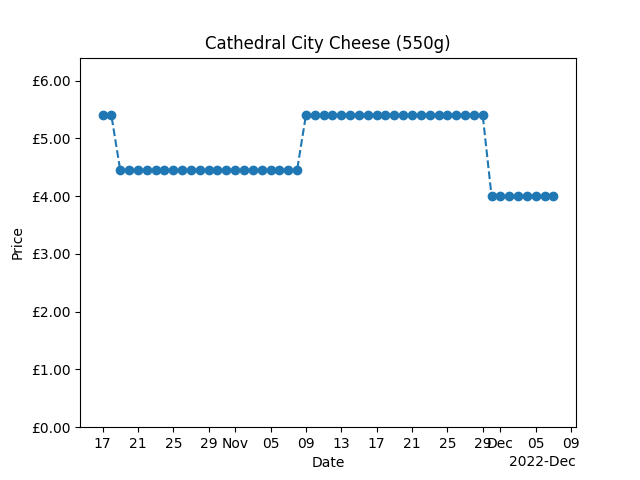 Cathedral City Cheese (550g)
£6.00
£5.00
£4.00
£3.00
£2.00
£1.00
£0.00
Price
17 21 25 29 Nov 05 09 13 17 21 25 29 Dec 05 09
Date
2022-Dec